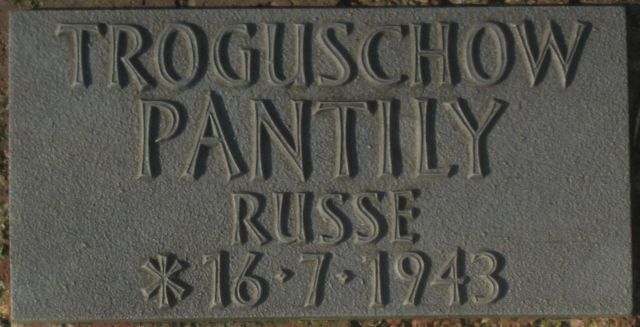 TROGUSCHOW
PANTILY
RUSSE
* 16·7·1943